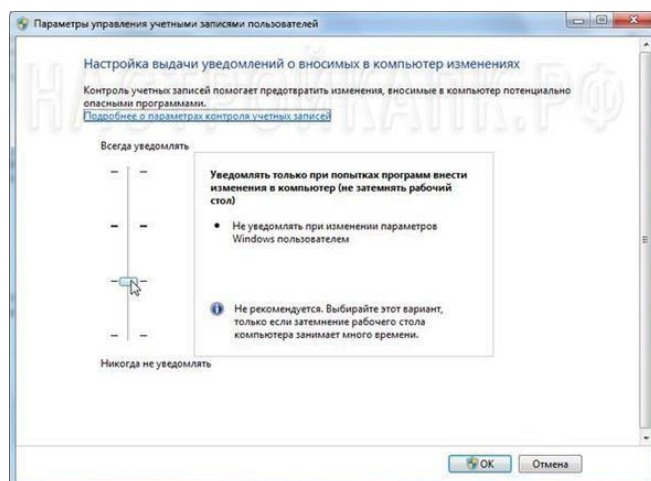 Параметры управления учетными записями пользователей
Настройка выдачи уведомлений о вносимых в компьютер изменениях
Контроль учетных записей помогает предотвратить изменения, вносимые в компьютер потенциально
опасными программами.
НАСТРОЙКАПК.РФ
Подробнее о параметрах контроля учетных записей
Всегда уведомлять
Уведомлять только при попытках программ внести
изменения в компьютер (не затемнять рабочий
стол)
Не уведомлять при изменении параметров
Windows пользователем
Не рекомендуется. Выбирайте этот вариант,
только если затемнение рабочего стола
компьютера занимает много времени.
Никогда не уведомлять
OK
Отмена